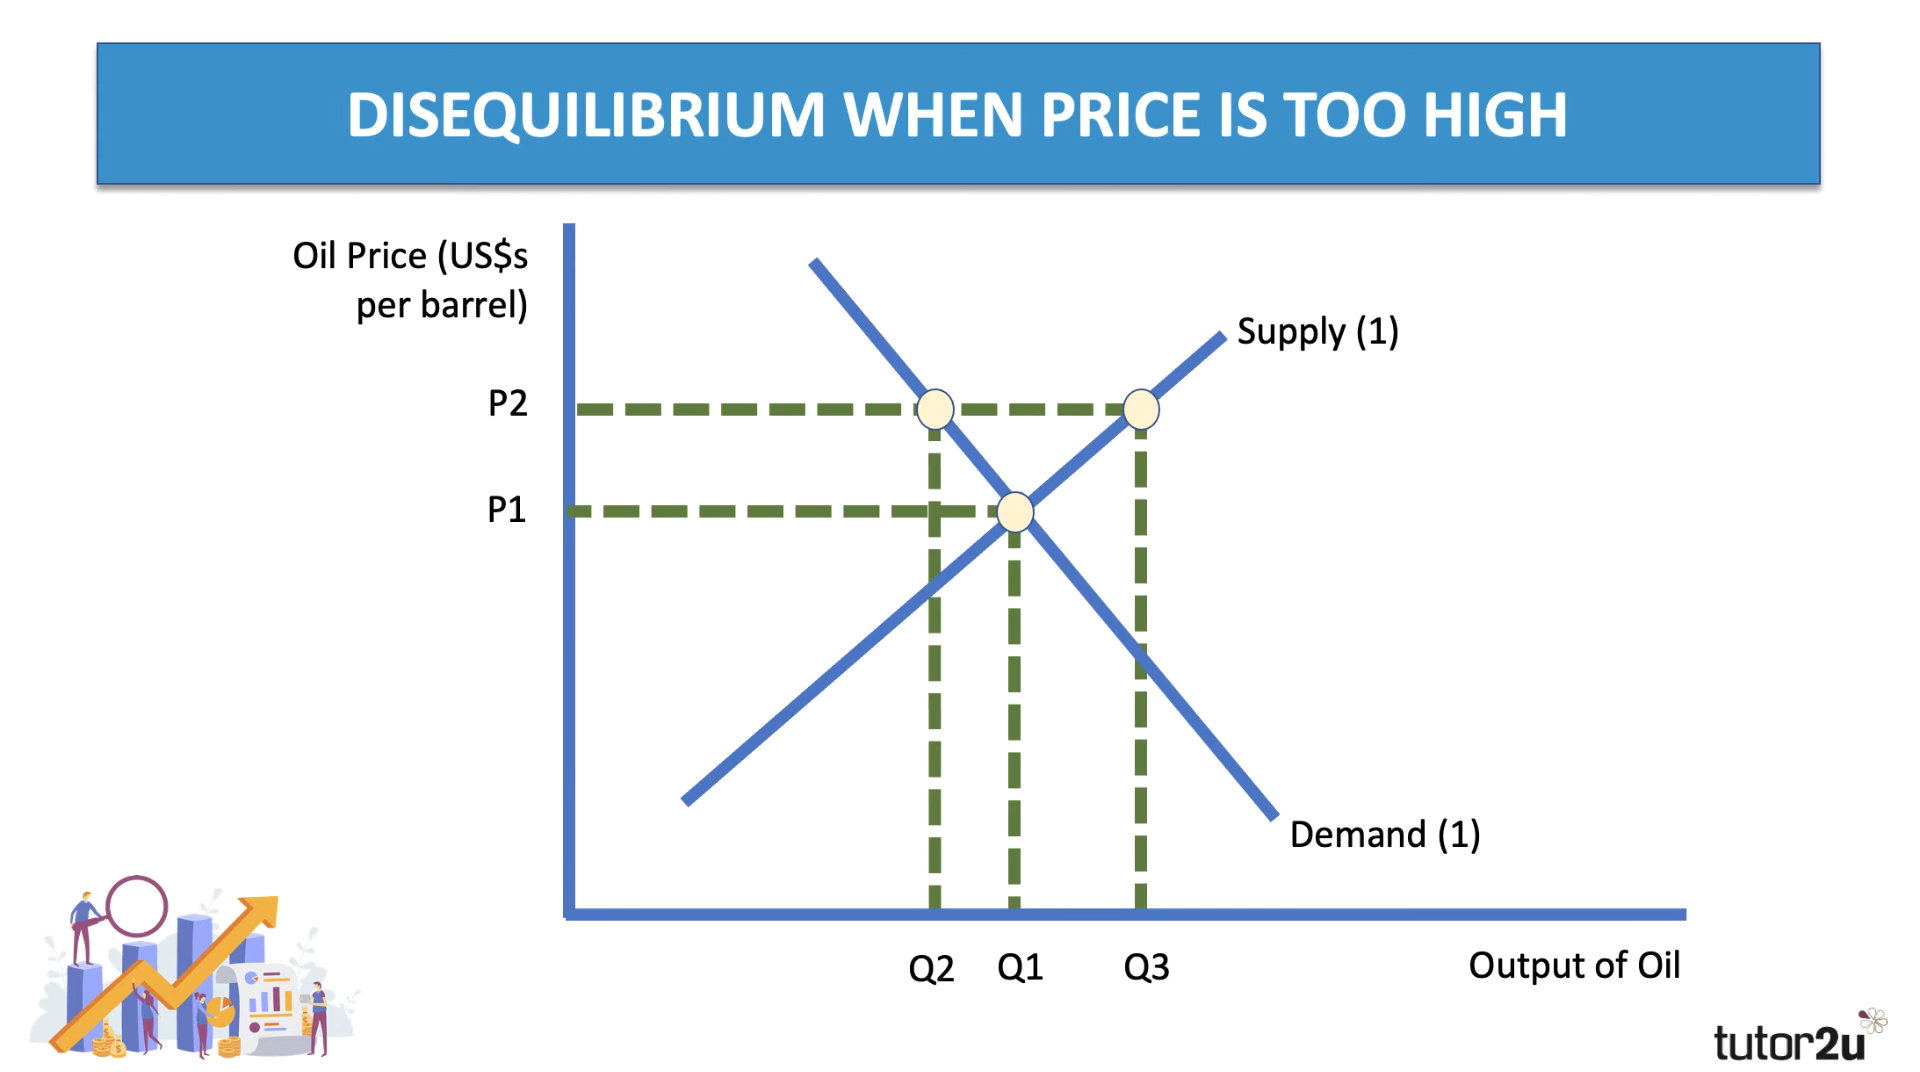 DISEQUILIBRIUM WHEN PRICE IS TOO HIGH
Oil Price (US$s
per barrel)
Supply (1)
P2
P1
Demand (1)
Q2 Q1 Q3
Output of Oil
tutor2u